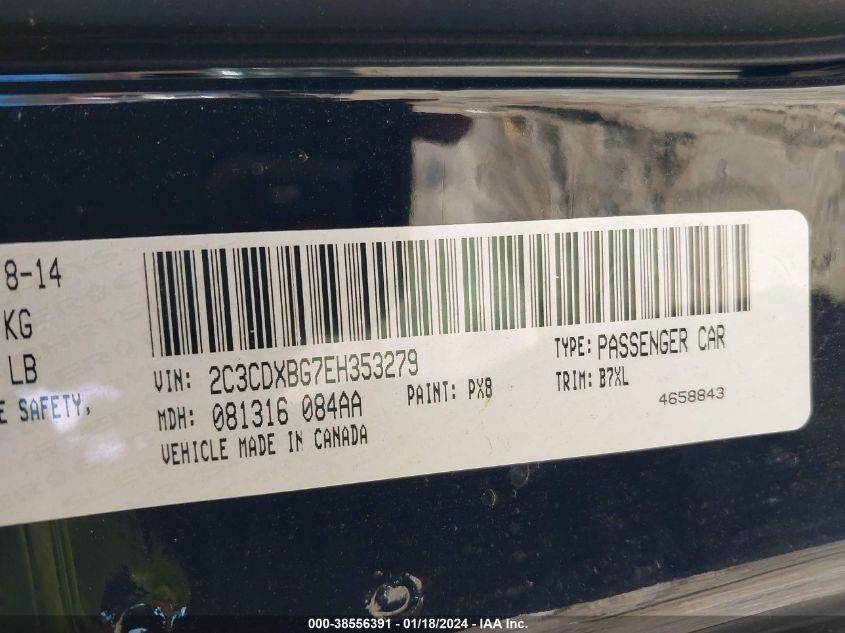 8-14
KG
LB
E SAFETY,
VIN: 2C3CDXBG7EH353279
MDH: 081316 084AA
PAINT: PX8
VEHICLE MADE IN CANADA
TYPE: PASSENGER CAR
TRIM: B7XL
4658843
000-38556391 - 01/18/2024 - IAA Inc.